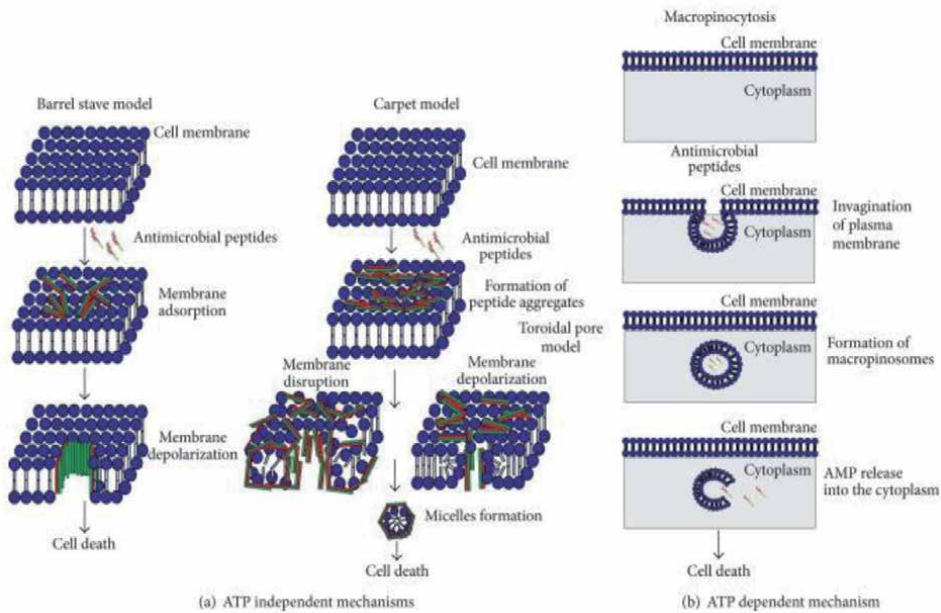 Barrel stave model
Cell membrane
Antimicrobial peptides
Membrane
adsorption
Membrane
depolarization
Cell death
Carpet model
Cell membrane
Antimicrobial
peptides
Formation of
peptide aggregates
Toroidal pore
model
Membrane
disruption
Membrane
depolarization
Micelles formation
Cell death
(a) ATP independent mechanisms
Macropinocytosis
Cell membrane
Cytoplasm
Antimicrobial
peptides
Cell membrane
Cytoplasm
Invagination
of plasma
membrane
Cell membrane
Cytoplasm
Formation of
macropinosomes
Cell membrane
Cytoplasm
AMP release
into the cytoplasm
Cell death
(b) ATP dependent mechanism